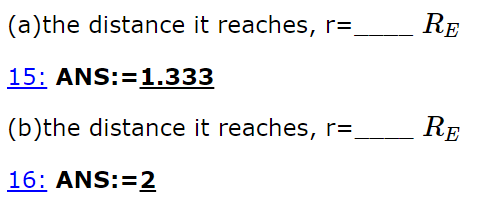 (a)the distance it reaches, r=____ R_E
15: ANS:=1.333
(b)the distance it reaches, r=____ R_E
16: ANS:=2